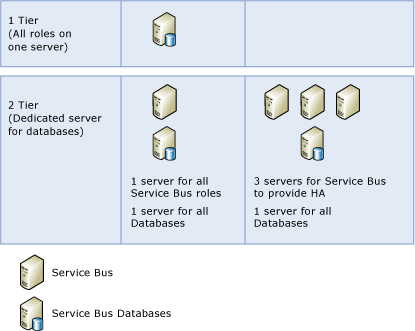 1 Tier
(All roles on
one server)
2 Tier
(Dedicated server
for databases)
1 server for all
Service Bus roles
1 server for all
Databases
3 servers for Service Bus
to provide HA
1 server for all
Databases
Service Bus
Service Bus Databases